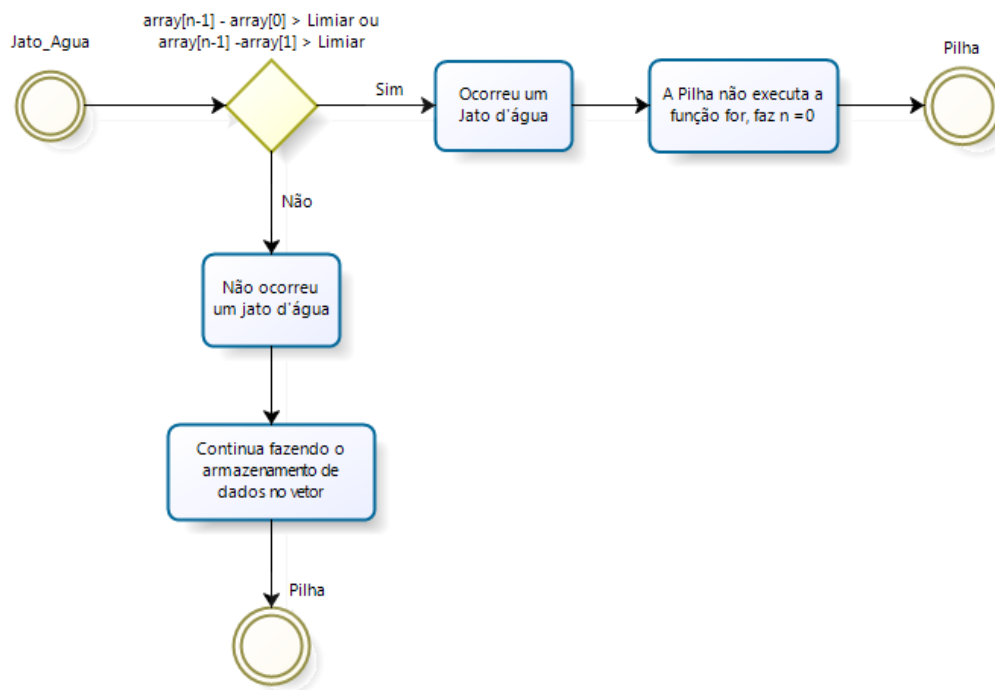 array[n-1] - array[0] > Limiar ou
array[n-1] -array[1] > Limiar
Jato_Agua
Pilha
Sim
Ocorreu um
Jato d'água
A Pilha não executa a
função for, faz n =0
Não
Não ocorreu
um jato d'água
Continua fazendo o
armazenamento de
dados no vetor
Pilha